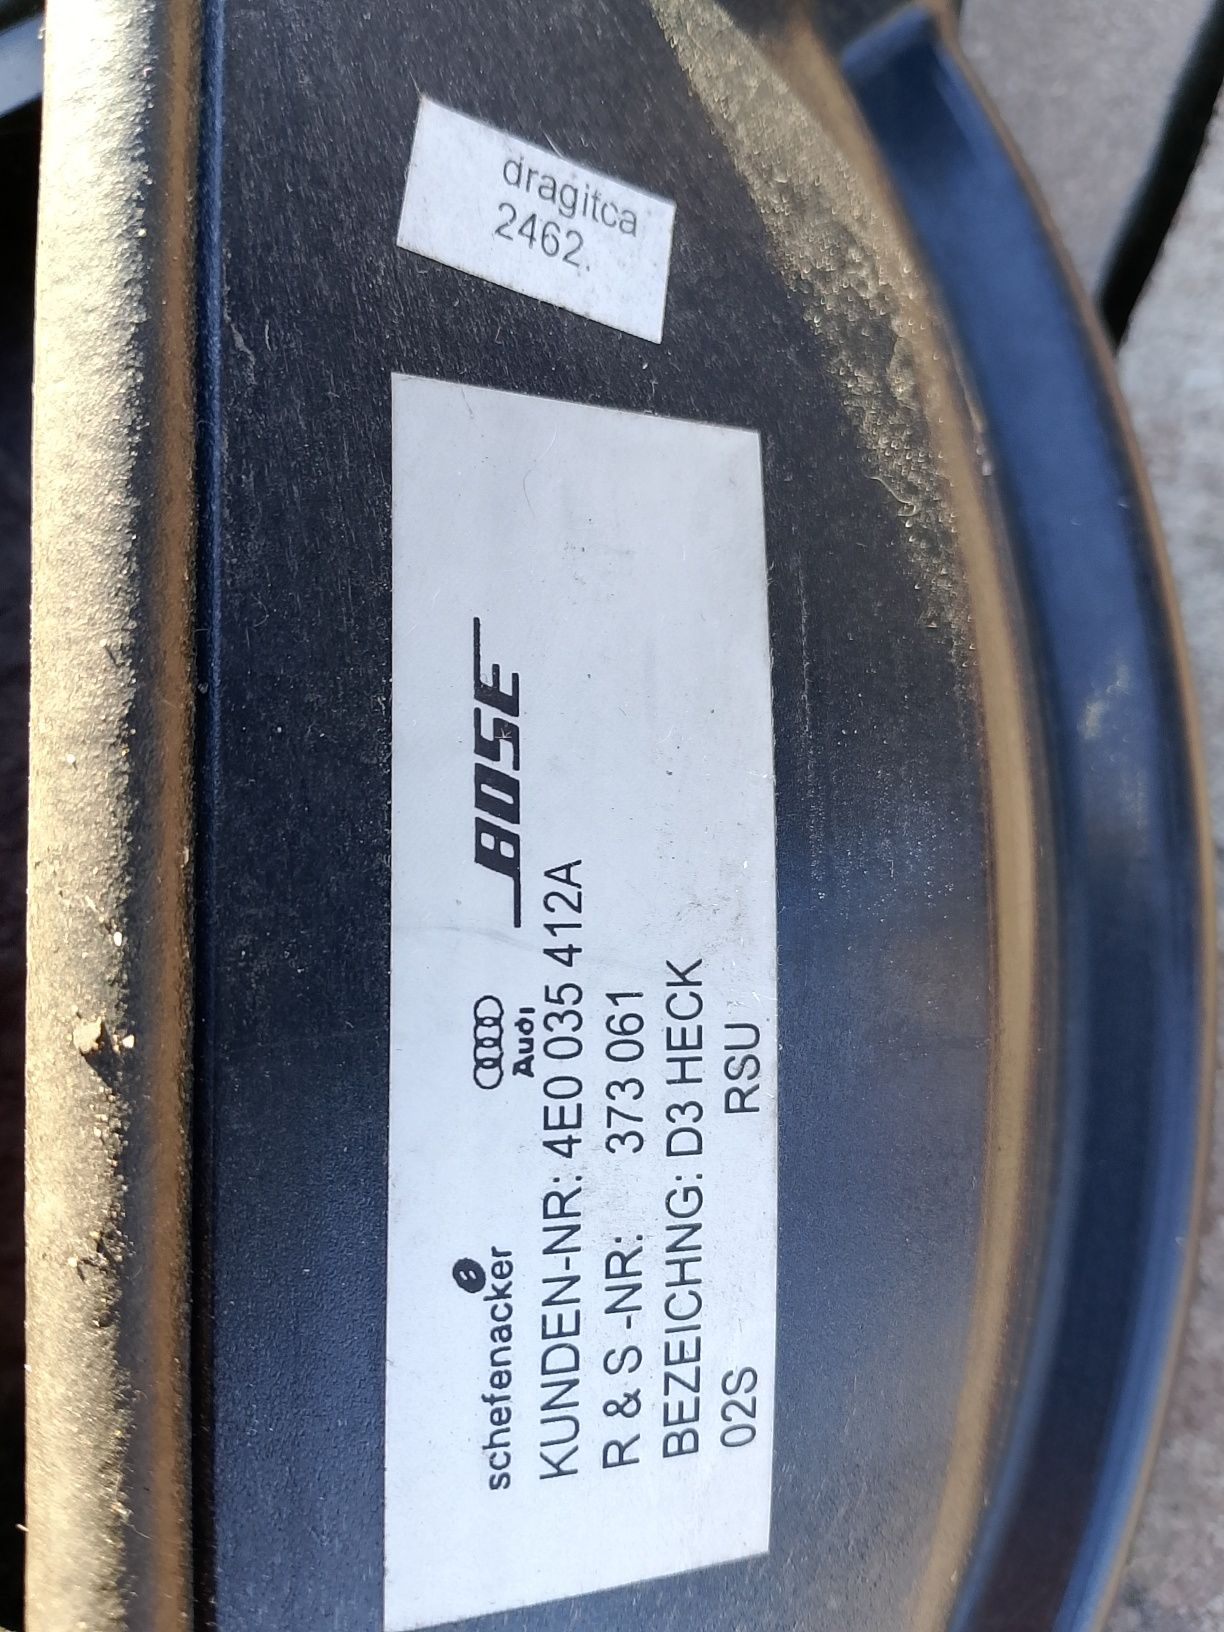 dragitca
2462.
schefenacker
Audi
BOSE
KUNDEN-NR: 4E0 035 412A
R & S -NR: 373 061
BEZEICHNG: D3 HECK
02S RSU